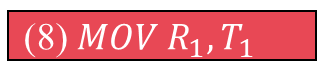 (8) MOV R₁, T₁